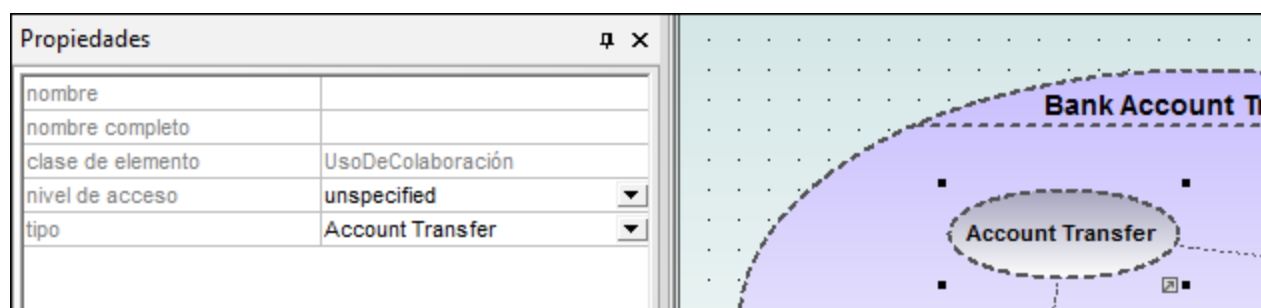 Propiedades
nombre
nombre completo
clase de elemento UsoDeColaboración
nivel de acceso unspecified
tipo Account Transfer
Bank Account
Account Transfer